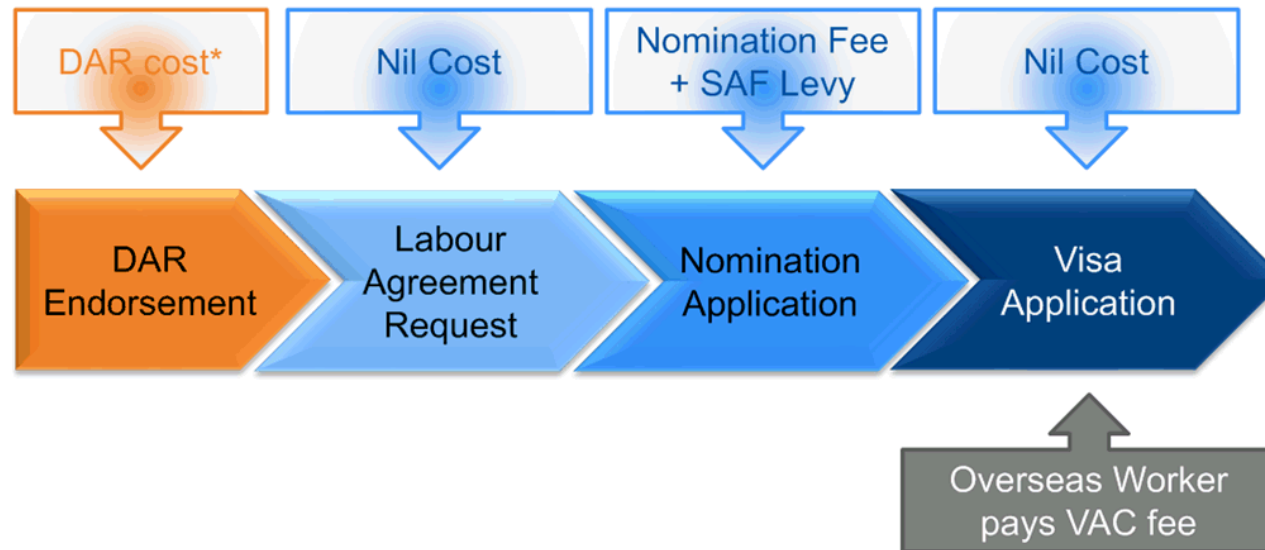 DAR cost*
Nil Cost
Nomination Fee
+ SAF Levy
Nil Cost
DAR
Endorsement
Labour
Agreement
Request
Nomination
Application
Visa
Application
Overseas Worker
pays VAC fee